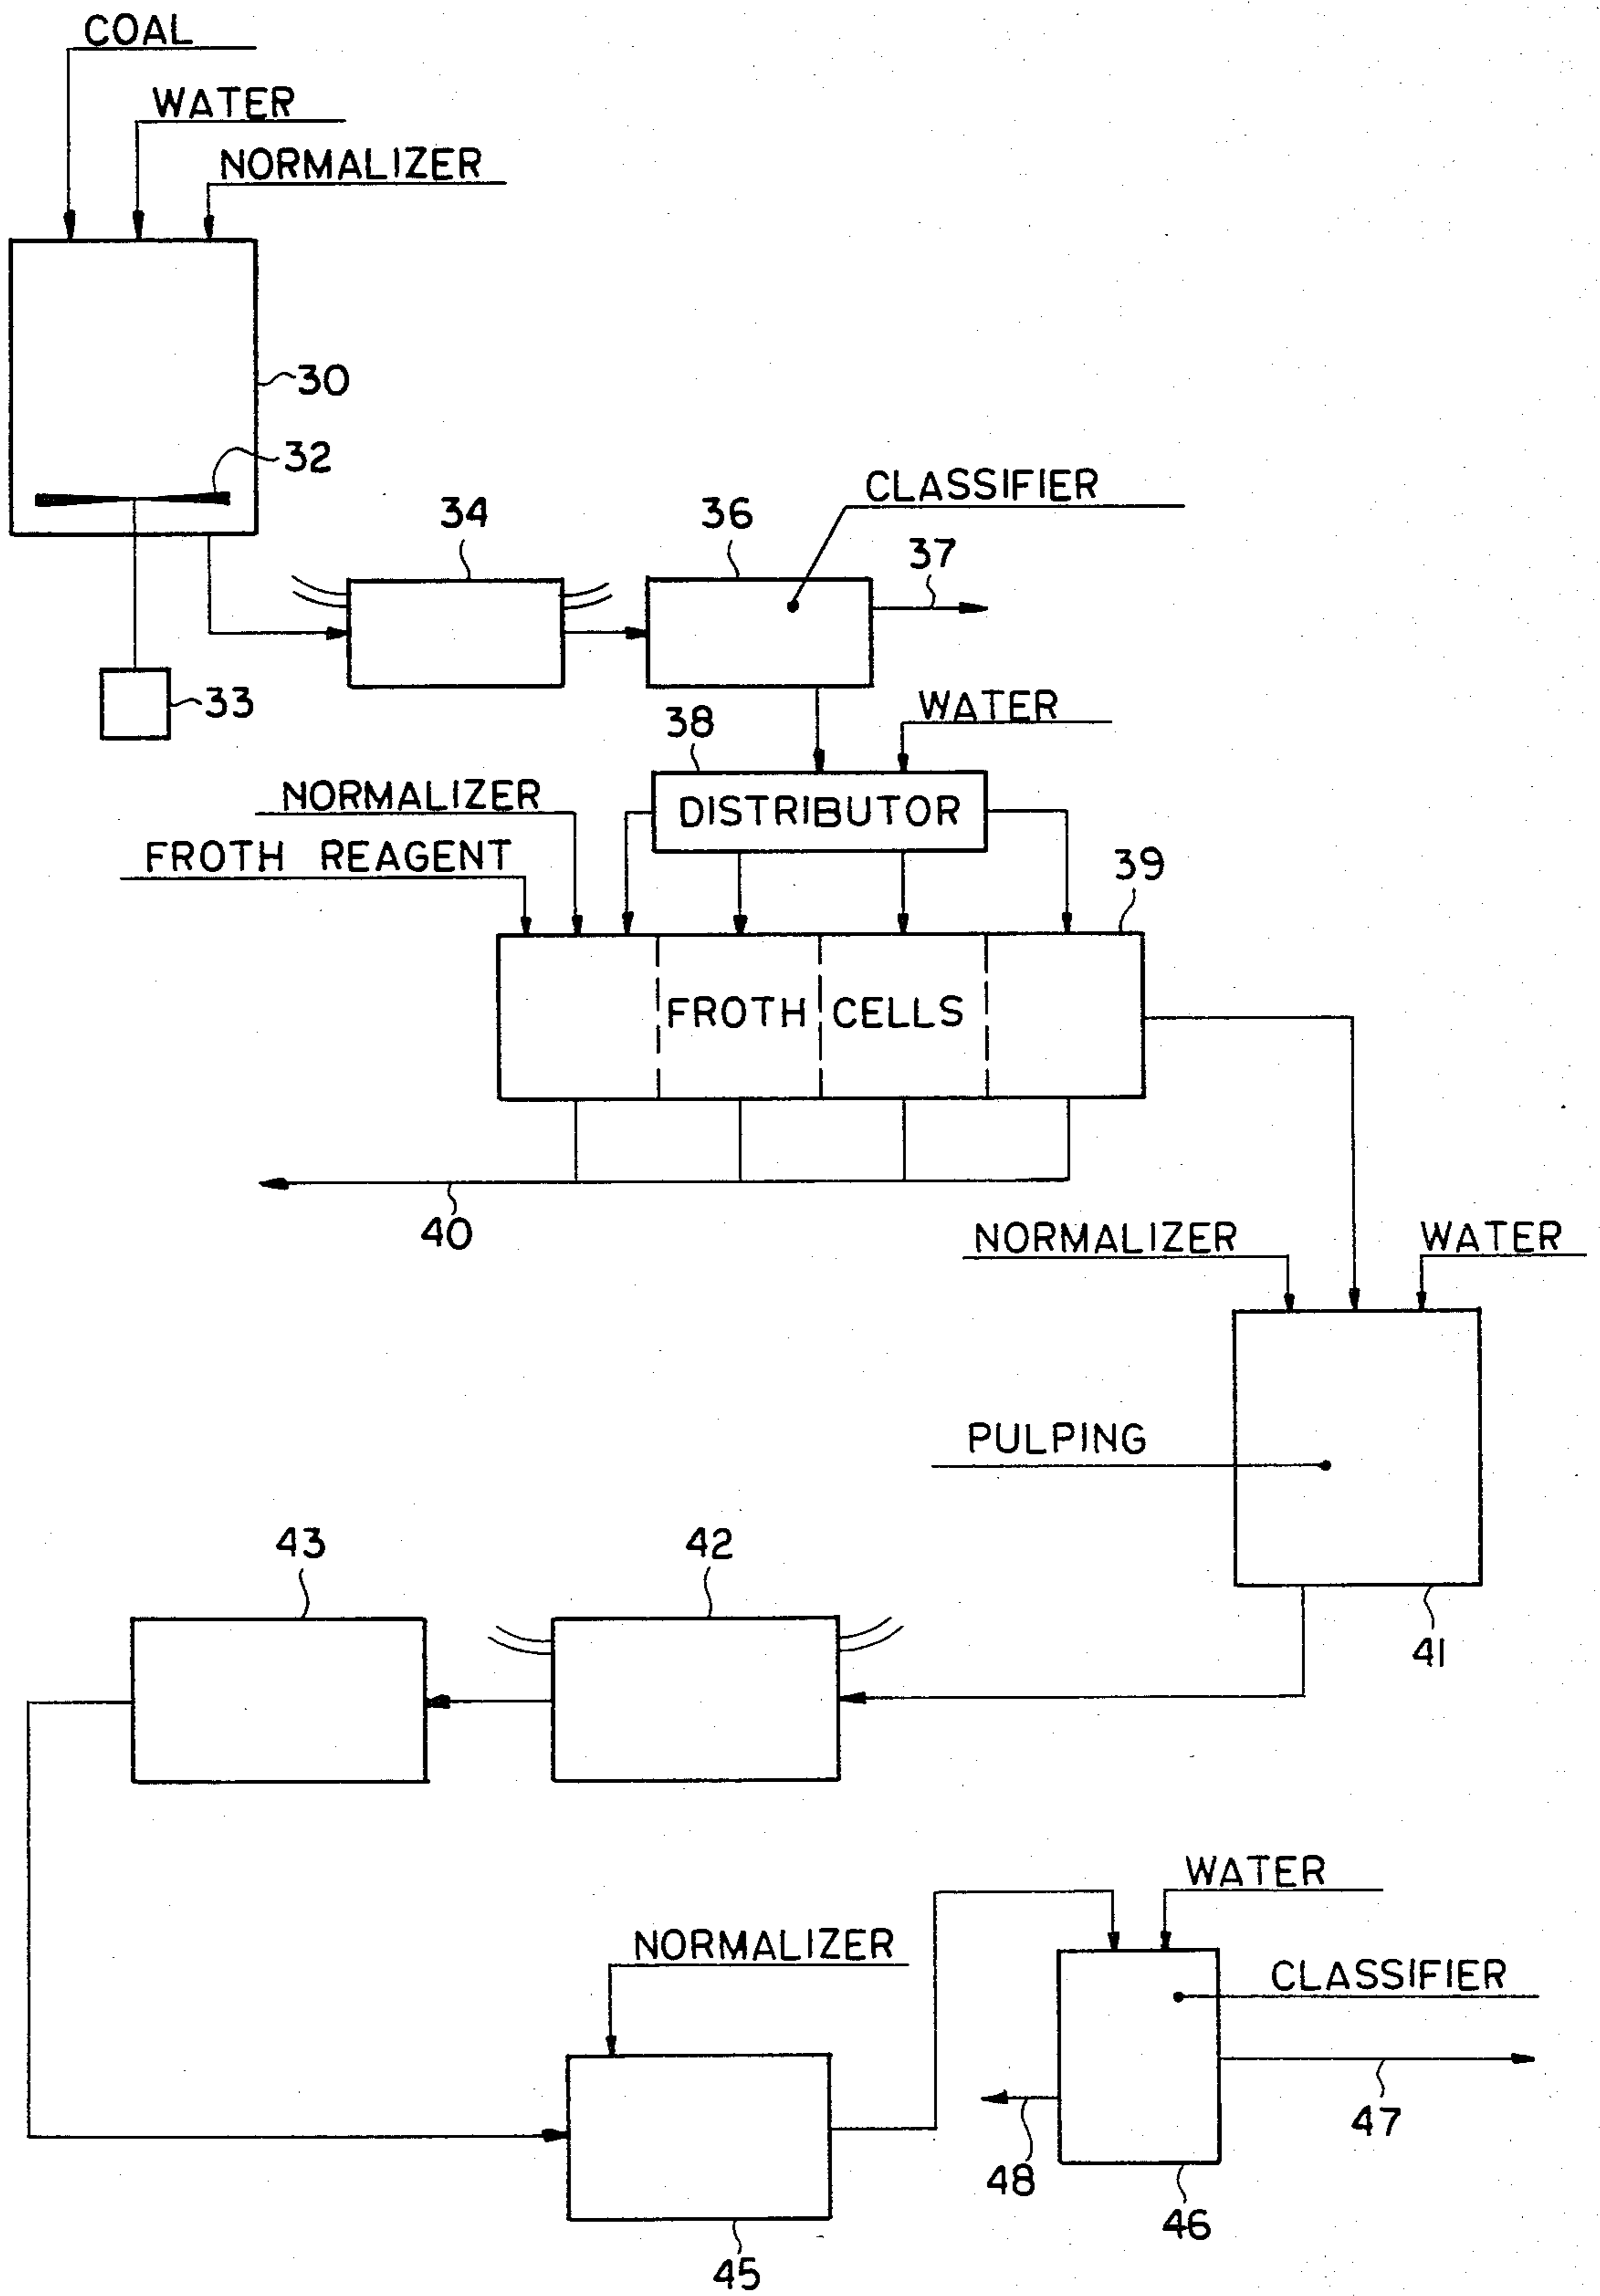 COAL
WATER
NORMALIZER
30
32
CLASSIFIER
34
36
37
33
38
WATER
NORMALIZER
DISTRIBUTOR
FROTH REAGENT
39
FROTH CELLS
40
NORMALIZER
WATER
PULPING
43
42
41
WATER
NORMALIZER
CLASSIFIER
47
48
46
45